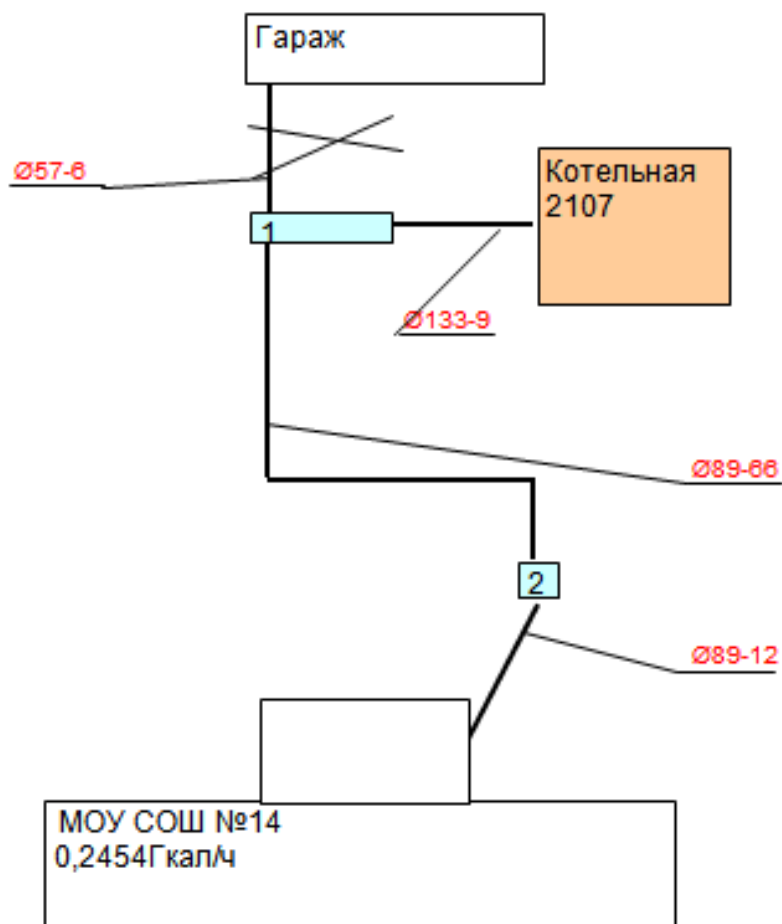 Гараж
Ø57-6
Котельная
2107
1
Ø133-9
Ø89-66
2
Ø89-12
МОУ СОШ №14
0,2454Гкал/ч